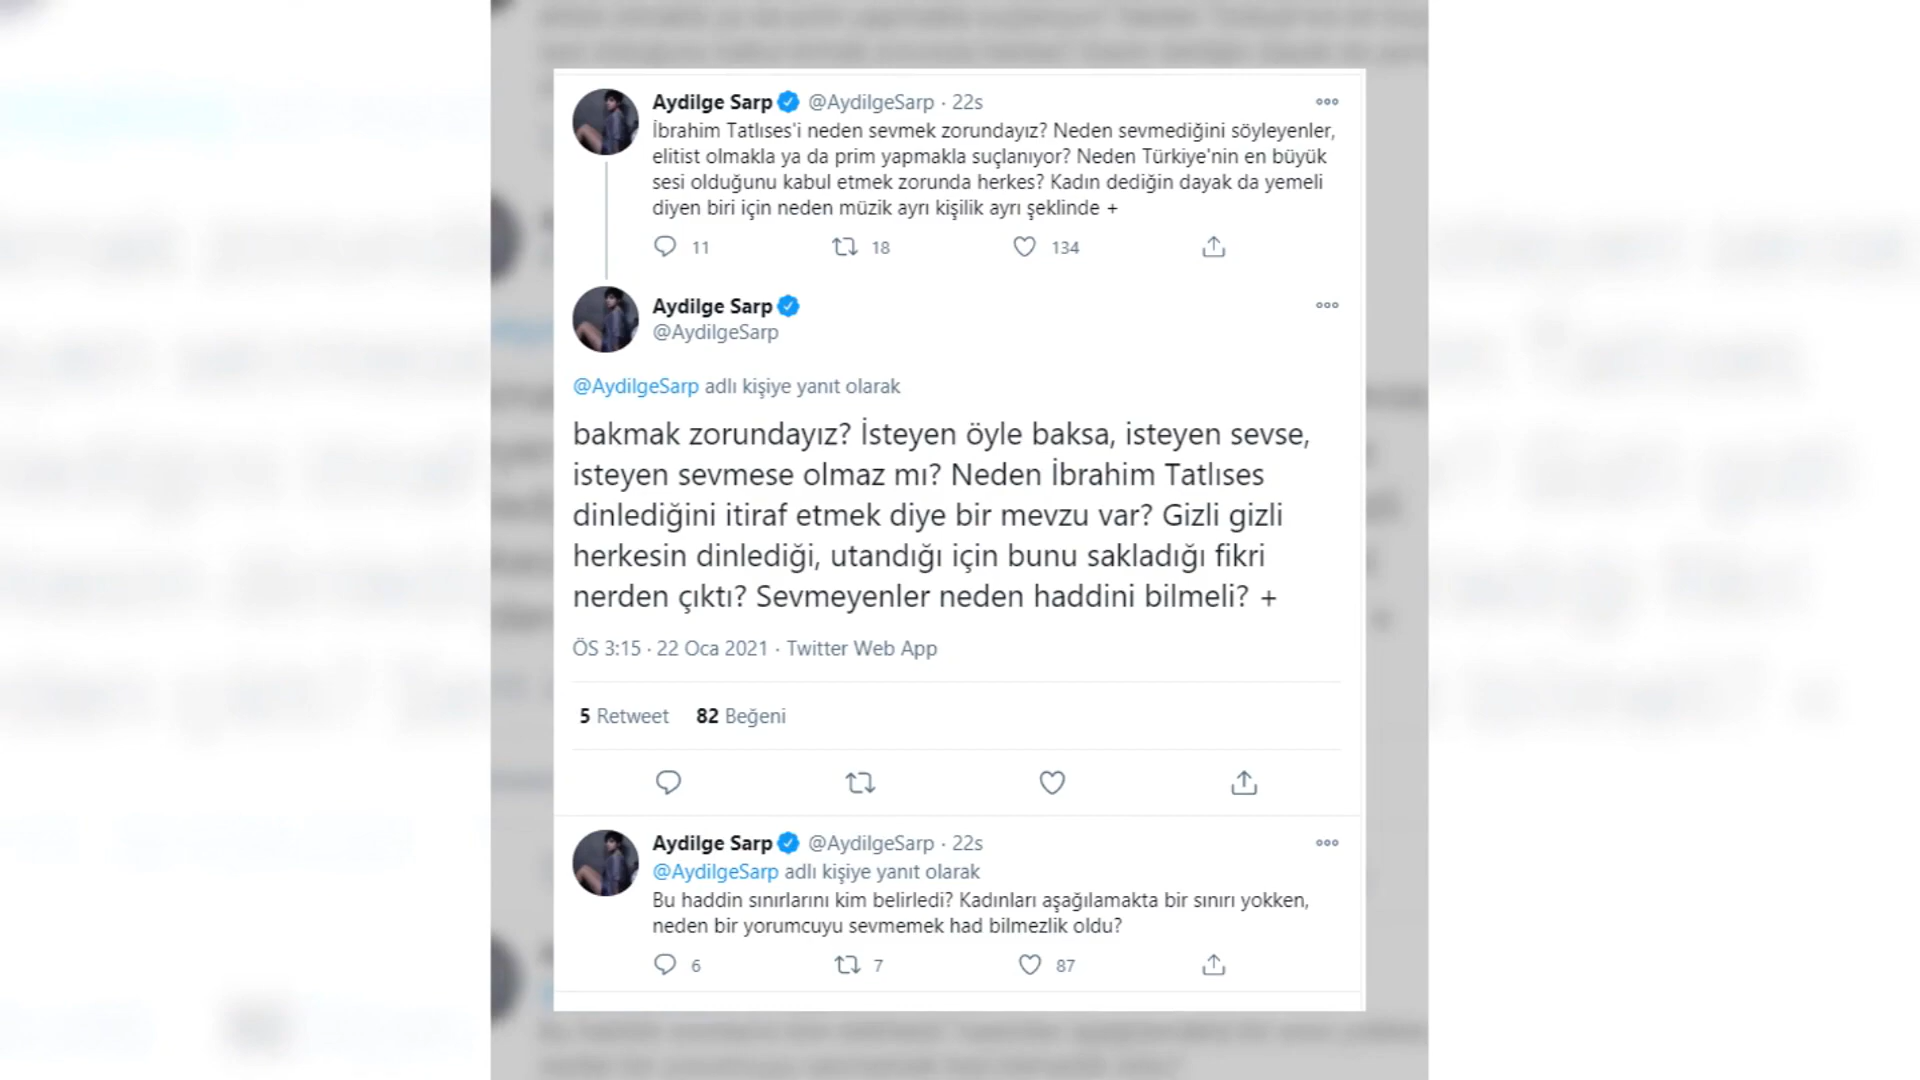 Aydilge Sarp @AydilgeSarp · 22s
İbrahim Tatlıses'i neden sevmek zorundayız? Neden sevmediğini söyleyenler,
elitist olmakla ya da prim yapmakla suçlanıyor? Neden Türkiye'nin en büyük
sesi olduğunu kabul etmek zorunda herkes? Kadın dediğin dayak da yemeli
diyen biri için neden müzik ayrı kişilik ayrı şeklinde +
11 18 134
Aydilge Sarp
@AydilgeSarp
@AydilgeSarp adlı kişiye yanıt olarak
bakmak zorundayız? İsteyen öyle baksa, isteyen sevse,
isteyen sevmese olmaz mı? Neden İbrahim Tatlıses
dinlediğini itiraf etmek diye bir mevzu var? Gizli gizli
herkesin dinlediği, utandığı için bunu sakladığı fikri
nerden çıktı? Sevmeyenler neden haddini bilmeli? +
ÖS 3:15 · 22 Oca 2021 · Twitter Web App
5 Retweet 82 Beğeni
Aydilge Sarp @AydilgeSarp · 22s
@AydilgeSarp adlı kişiye yanıt olarak
Bu haddin sınırlarını kim belirledi? Kadınları aşağılamakta bir sınırı yokken,
neden bir yorumcuyu sevmemek had bilmezlik oldu?
6 7 87